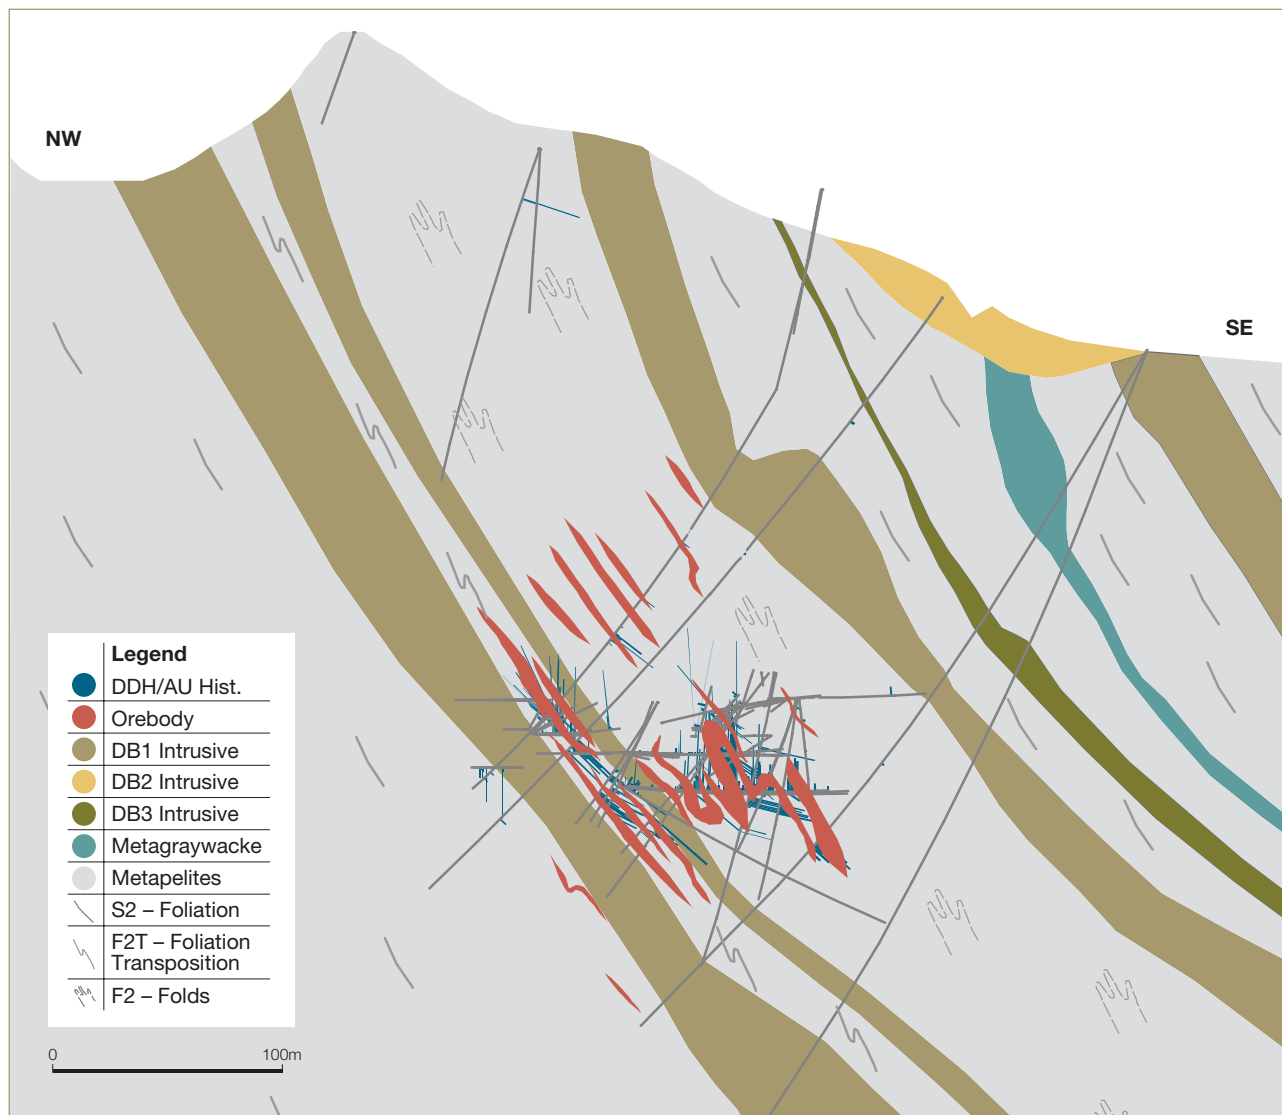 NW
SE
Legend
DDH/AU Hist.
Orebody
DB1 Intrusive
DB2 Intrusive
DB3 Intrusive
Metagraywacke
Metapelites
S2 – Foliation
F2T – Foliation
Transposition
F2 – Folds
0 100m